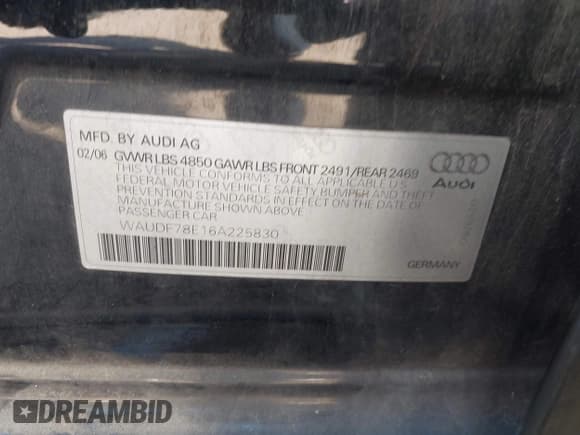 MFD. BY AUDI AG
02/06 GVWR LBS 4850 GAWR LBS FRONT 2491/REAR 2469
THIS VEHICLE CONFORMS TO ALL APPLICABLE U.S.
FEDERAL MOTOR VEHICLE SAFETY BUMPER AND THEFT
PREVENTION STANDARDS IN EFFECT ON THE DATE OF
MANUFACTURE SHOWN ABOVE
PASSENGER CAR
WAUDF78E16A225830
Audi
GERMANY
DREAMBID